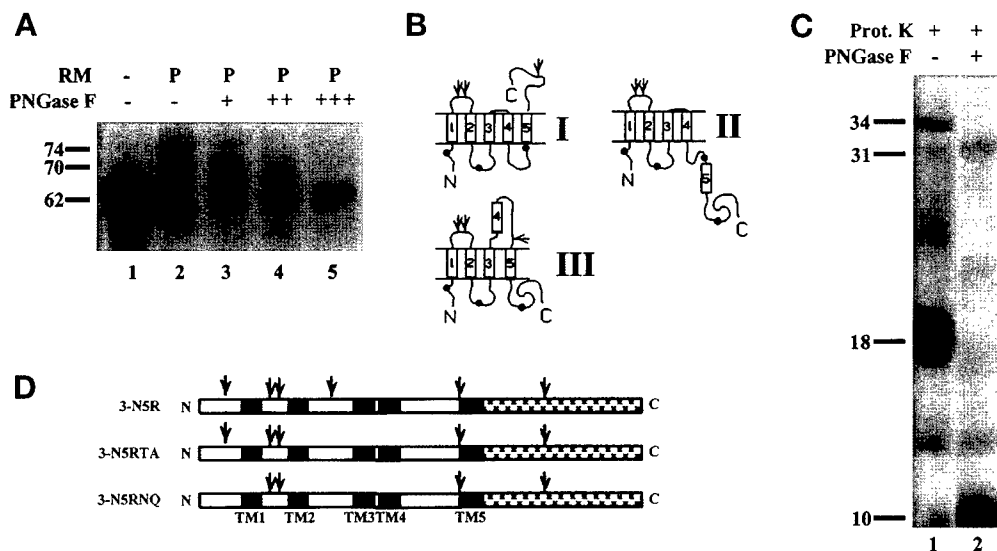 A
RM - P P P P
PNGase F - - + ++ +++
74
70
62
1 2 3 4 5
B
C
1 2 3 4 5
I
N
1 2 3 4
II
5
N
C
4
1 2 3 5
III
N
C
C
Prot. K + +
PNGase F - +
34
31
18
10
1 2
D
3-N5R N C
3-N5RTA N C
3-N5RNQ N C
TM1 TM2 TM3 TM4 TM5